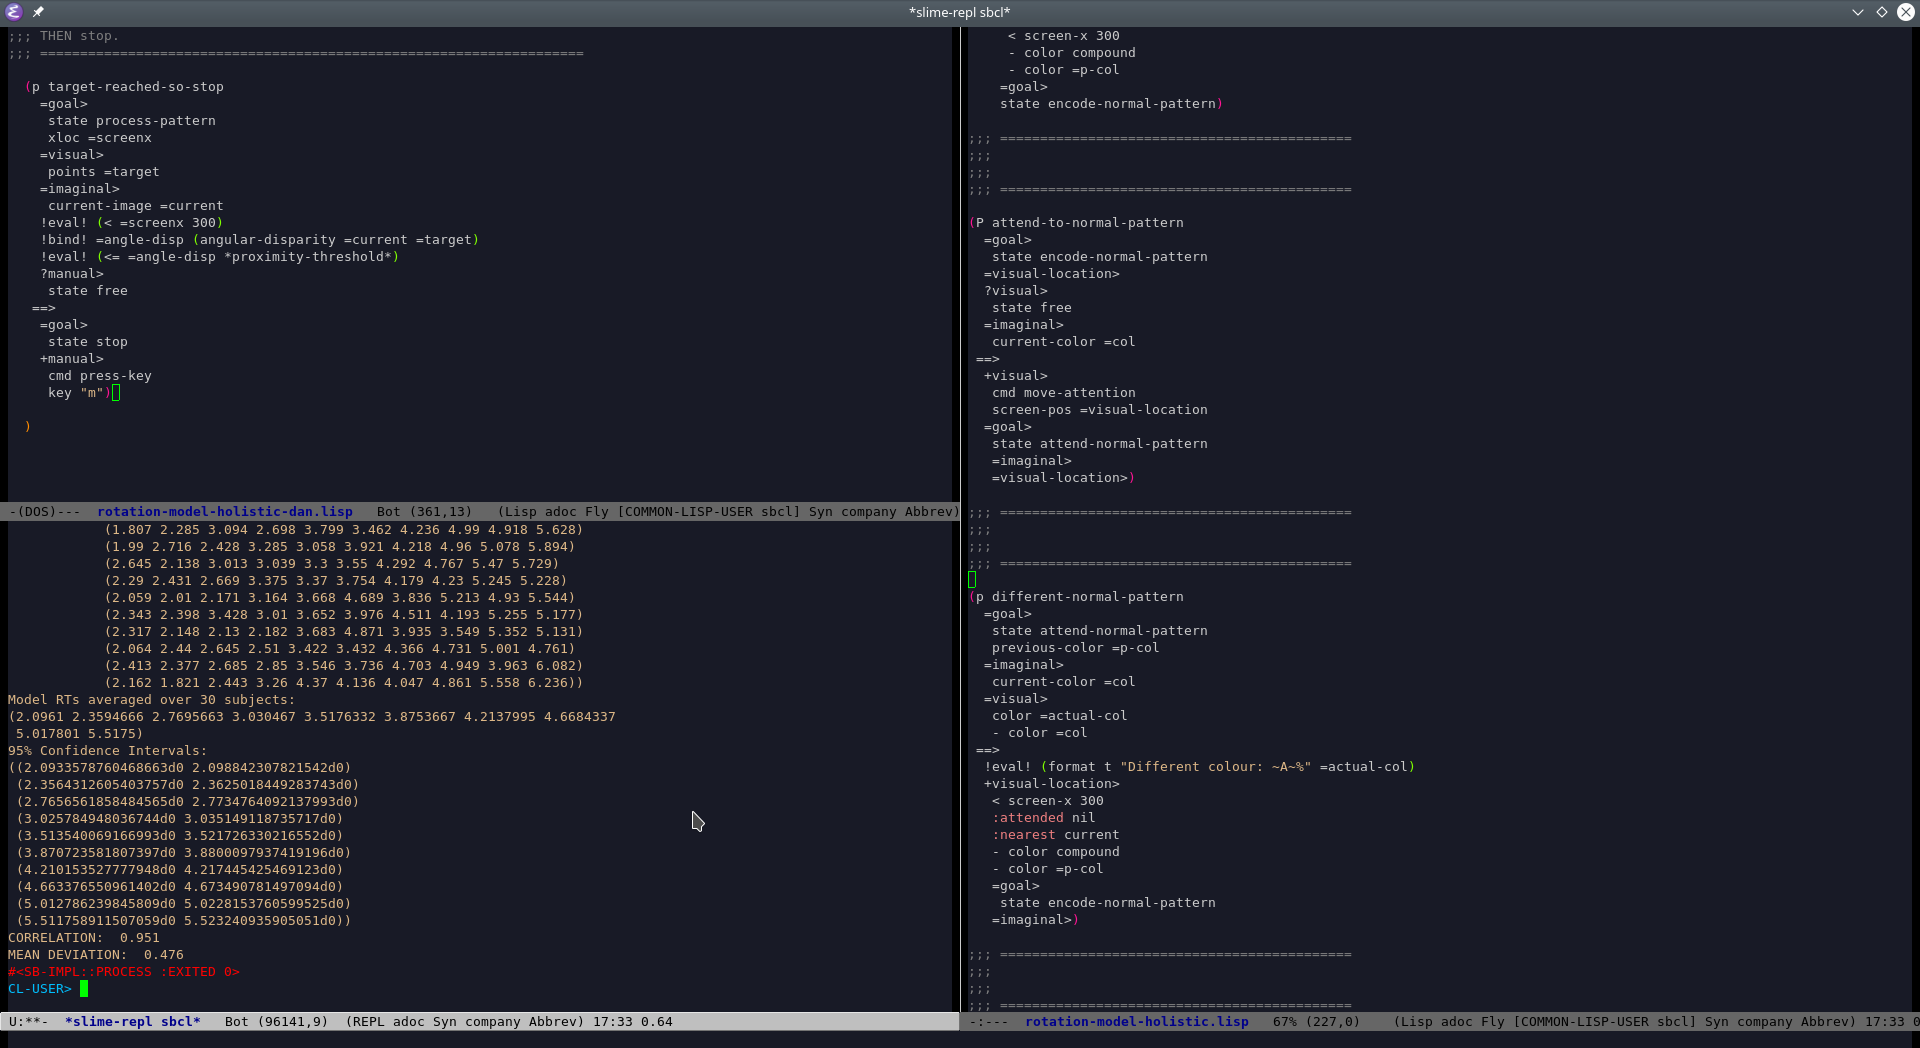 *slime-repl sbcl*
;;; THEN stop.
;;; ====================================================================
(p target-reached-so-stop
=goal>
state process-pattern
xloc =screenx
=visual>
points =target
=imaginal>
current-image =current
!eval! (< =screenx 300)
!bind! =angle-disp (angular-disparity =current =target)
!eval! (<= =angle-disp *proximity-threshold*)
?manual>
state free
==>
=goal>
state stop
+manual>
cmd press-key
key "m")
)
-(DOS)--- rotation-model-holistic-dan.lisp Bot (361,13) (Lisp adoc Fly [COMMON-LISP-USER sbcl] Syn company Abbrev)
(1.807 2.285 3.094 2.698 3.799 3.462 4.236 4.99 4.918 5.628)
(1.99 2.716 2.428 3.285 3.058 3.921 4.218 4.96 5.078 5.894)
(2.645 2.138 3.013 3.039 3.3 3.55 4.292 4.767 5.47 5.729)
(2.29 2.431 2.669 3.375 3.37 3.754 4.179 4.23 5.245 5.228)
(2.059 2.01 2.171 3.164 3.668 4.689 3.836 5.213 4.93 5.544)
(2.343 2.398 3.428 3.01 3.652 3.976 4.511 4.193 5.255 5.177)
(2.317 2.148 2.13 2.182 3.683 4.871 3.935 3.549 5.352 5.131)
(2.064 2.44 2.645 2.51 3.422 3.432 4.366 4.731 5.001 4.761)
(2.413 2.377 2.685 2.85 3.546 3.736 4.703 4.949 3.963 6.082)
(2.162 1.821 2.443 3.26 4.37 4.136 4.047 4.861 5.558 6.236))
Model RTs averaged over 30 subjects:
(2.0961 2.3594666 2.7695663 3.030467 3.5176332 3.8753667 4.2137995 4.6684337
5.017801 5.5175)
95% Confidence Intervals:
((2.0933578760468663d0 2.098842307821542d0)
(2.3564312605403757d0 2.3625018449283743d0)
(2.7656561858484565d0 2.7734764092137993d0)
(3.025784948036744d0 3.035149118735717d0)
(3.513540069166993d0 3.521726330216552d0)
(3.870723581807397d0 3.8800097937419196d0)
(4.210153527777948d0 4.217445425469123d0)
(4.663376550961402d0 4.673490781497094d0)
(5.012786239845809d0 5.0228153760599525d0)
(5.511758911507059d0 5.523240935905051d0))
CORRELATION: 0.951
MEAN DEVIATION: 0.476
#<SB-IMPL::PROCESS :EXITED 0>
CL-USER>
U:**- *slime-repl sbcl* Bot (96141,9) (REPL adoc Syn company Abbrev) 17:33 0.64
< screen-x 300
- color compound
- color =p-col
=goal>
state encode-normal-pattern)
;;; ============================================
;;;
;;;
;;; ============================================
(P attend-to-normal-pattern
=goal>
state encode-normal-pattern
=visual-location>
?visual>
state free
=imaginal>
current-color =col
==>
+visual>
cmd move-attention
screen-pos =visual-location
=goal>
state attend-normal-pattern
=imaginal>
=visual-location>)
;;; ============================================
;;;
;;;
;;; ============================================
(p different-normal-pattern
=goal>
state attend-normal-pattern
previous-color =p-col
=imaginal>
current-color =col
=visual>
color =actual-col
- color =col
==>
!eval! (format t "Different colour: ~A~%" =actual-col)
+visual-location>
< screen-x 300
:attended nil
:nearest current
- color compound
- color =p-col
=goal>
state encode-normal-pattern
=imaginal>)
;;; ============================================
;;;
;;;
;;; ============================================
-:--- rotation-model-holistic.lisp 67% (227,0) (Lisp adoc Fly [COMMON-LISP-USER sbcl] Syn company Abbrev) 17:33 0